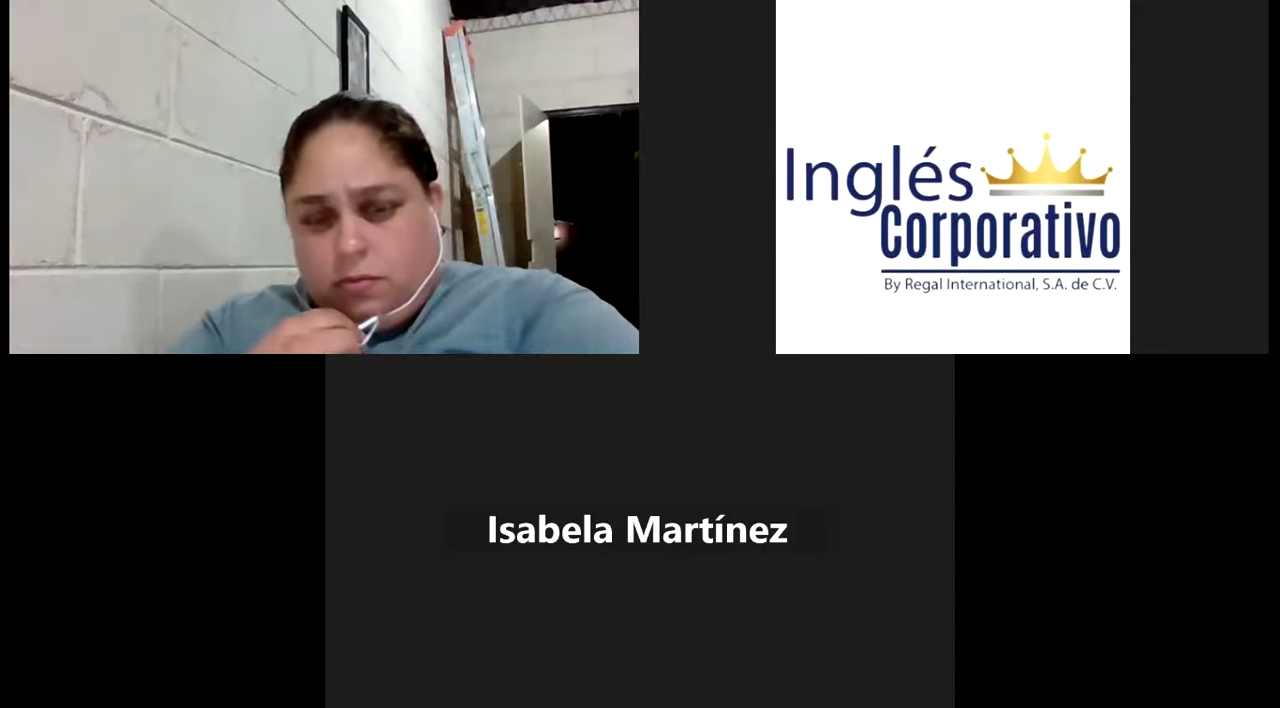 Inglés
Corporativo
By Regal International, S.A. de C.V.
Isabela Martínez